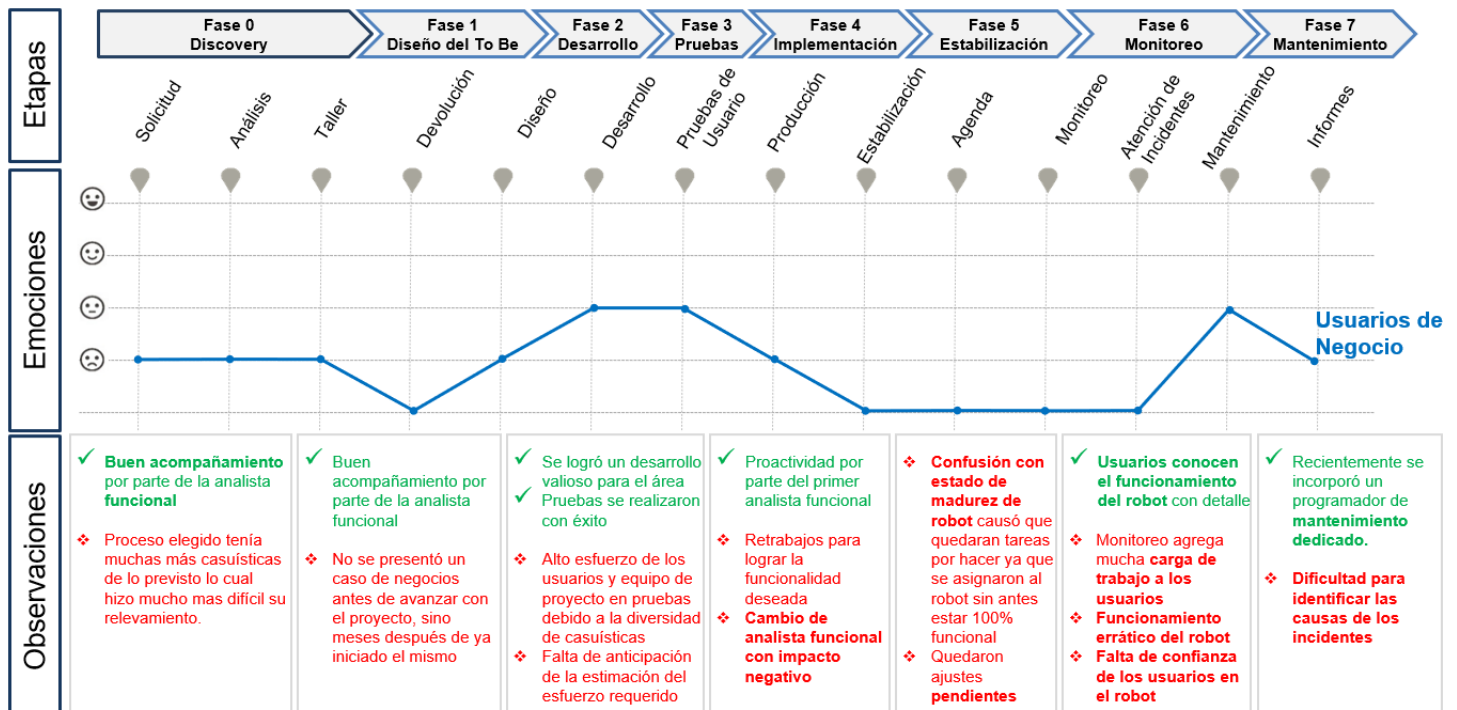 Etapas
Fase 0
Discovery
Fase 1
Diseño del To Be
Fase 2
Desarrollo
Fase 3
Pruebas
Fase 4
Implementación
Fase 5
Estabilización
Fase 6
Monitoreo
Fase 7
Mantenimiento
Solicitud
Análisis
Taller
Devolución
Diseño
Desarrollo
Pruebas de
Usuario
Producción
Estabilización
Agenda
Monitoreo
Atención de
Incidentes
Mantenimiento
Informes
Emociones
Usuarios de
Negocio
Observaciones
Buen acompañamiento
por parte de la analista
funcional
Proceso elegido tenía
muchas más casuísticas
de lo previsto lo cual
hizo mucho mas difícil su
relevamiento.
Buen
acompañamiento por
parte de la analista
funcional
No se presentó un
caso de negocios
antes de avanzar con
el proyecto, sino
meses después de ya
iniciado el mismo
Se logró un desarrollo
valioso para el área
Pruebas se realizaron
con éxito
Alto esfuerzo de los
usuarios y equipo de
proyecto en pruebas
debido a la diversidad
de casuísticas
Falta de anticipación
de la estimación del
esfuerzo requerido
Proactividad por
parte del primer
analista funcional
Retrabajos para
lograr la
funcionalidad
deseada
Cambio de
analista funcional
con impacto
negativo
Confusión con
estado de
madurez de
robot causó que
quedaran tareas
por hacer ya que
se asignaron al
robot sin antes
estar 100%
funcional
Quedaron
ajustes
pendientes
Usuarios conocen
el funcionamiento
del robot con detalle
Monitoreo agrega
mucha carga de
trabajo a los
usuarios
Funcionamiento
errático del robot
Falta de confianza
de los usuarios en
el robot
Recientemente se
incorporó un
programador de
mantenimiento
dedicado.
Dificultad para
identificar las
causas de los
incidentes